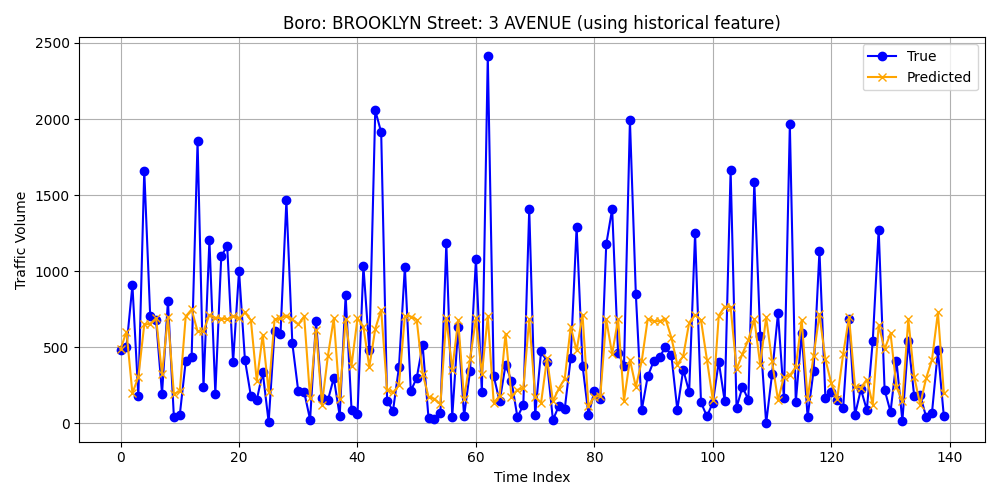 Boro: BROOKLYN Street: 3 AVENUE (using historical feature)
True
Predicted
Traffic Volume
2500
2000
1500
1000
500
0
0 20 40 60 80 100 120 140
Time Index